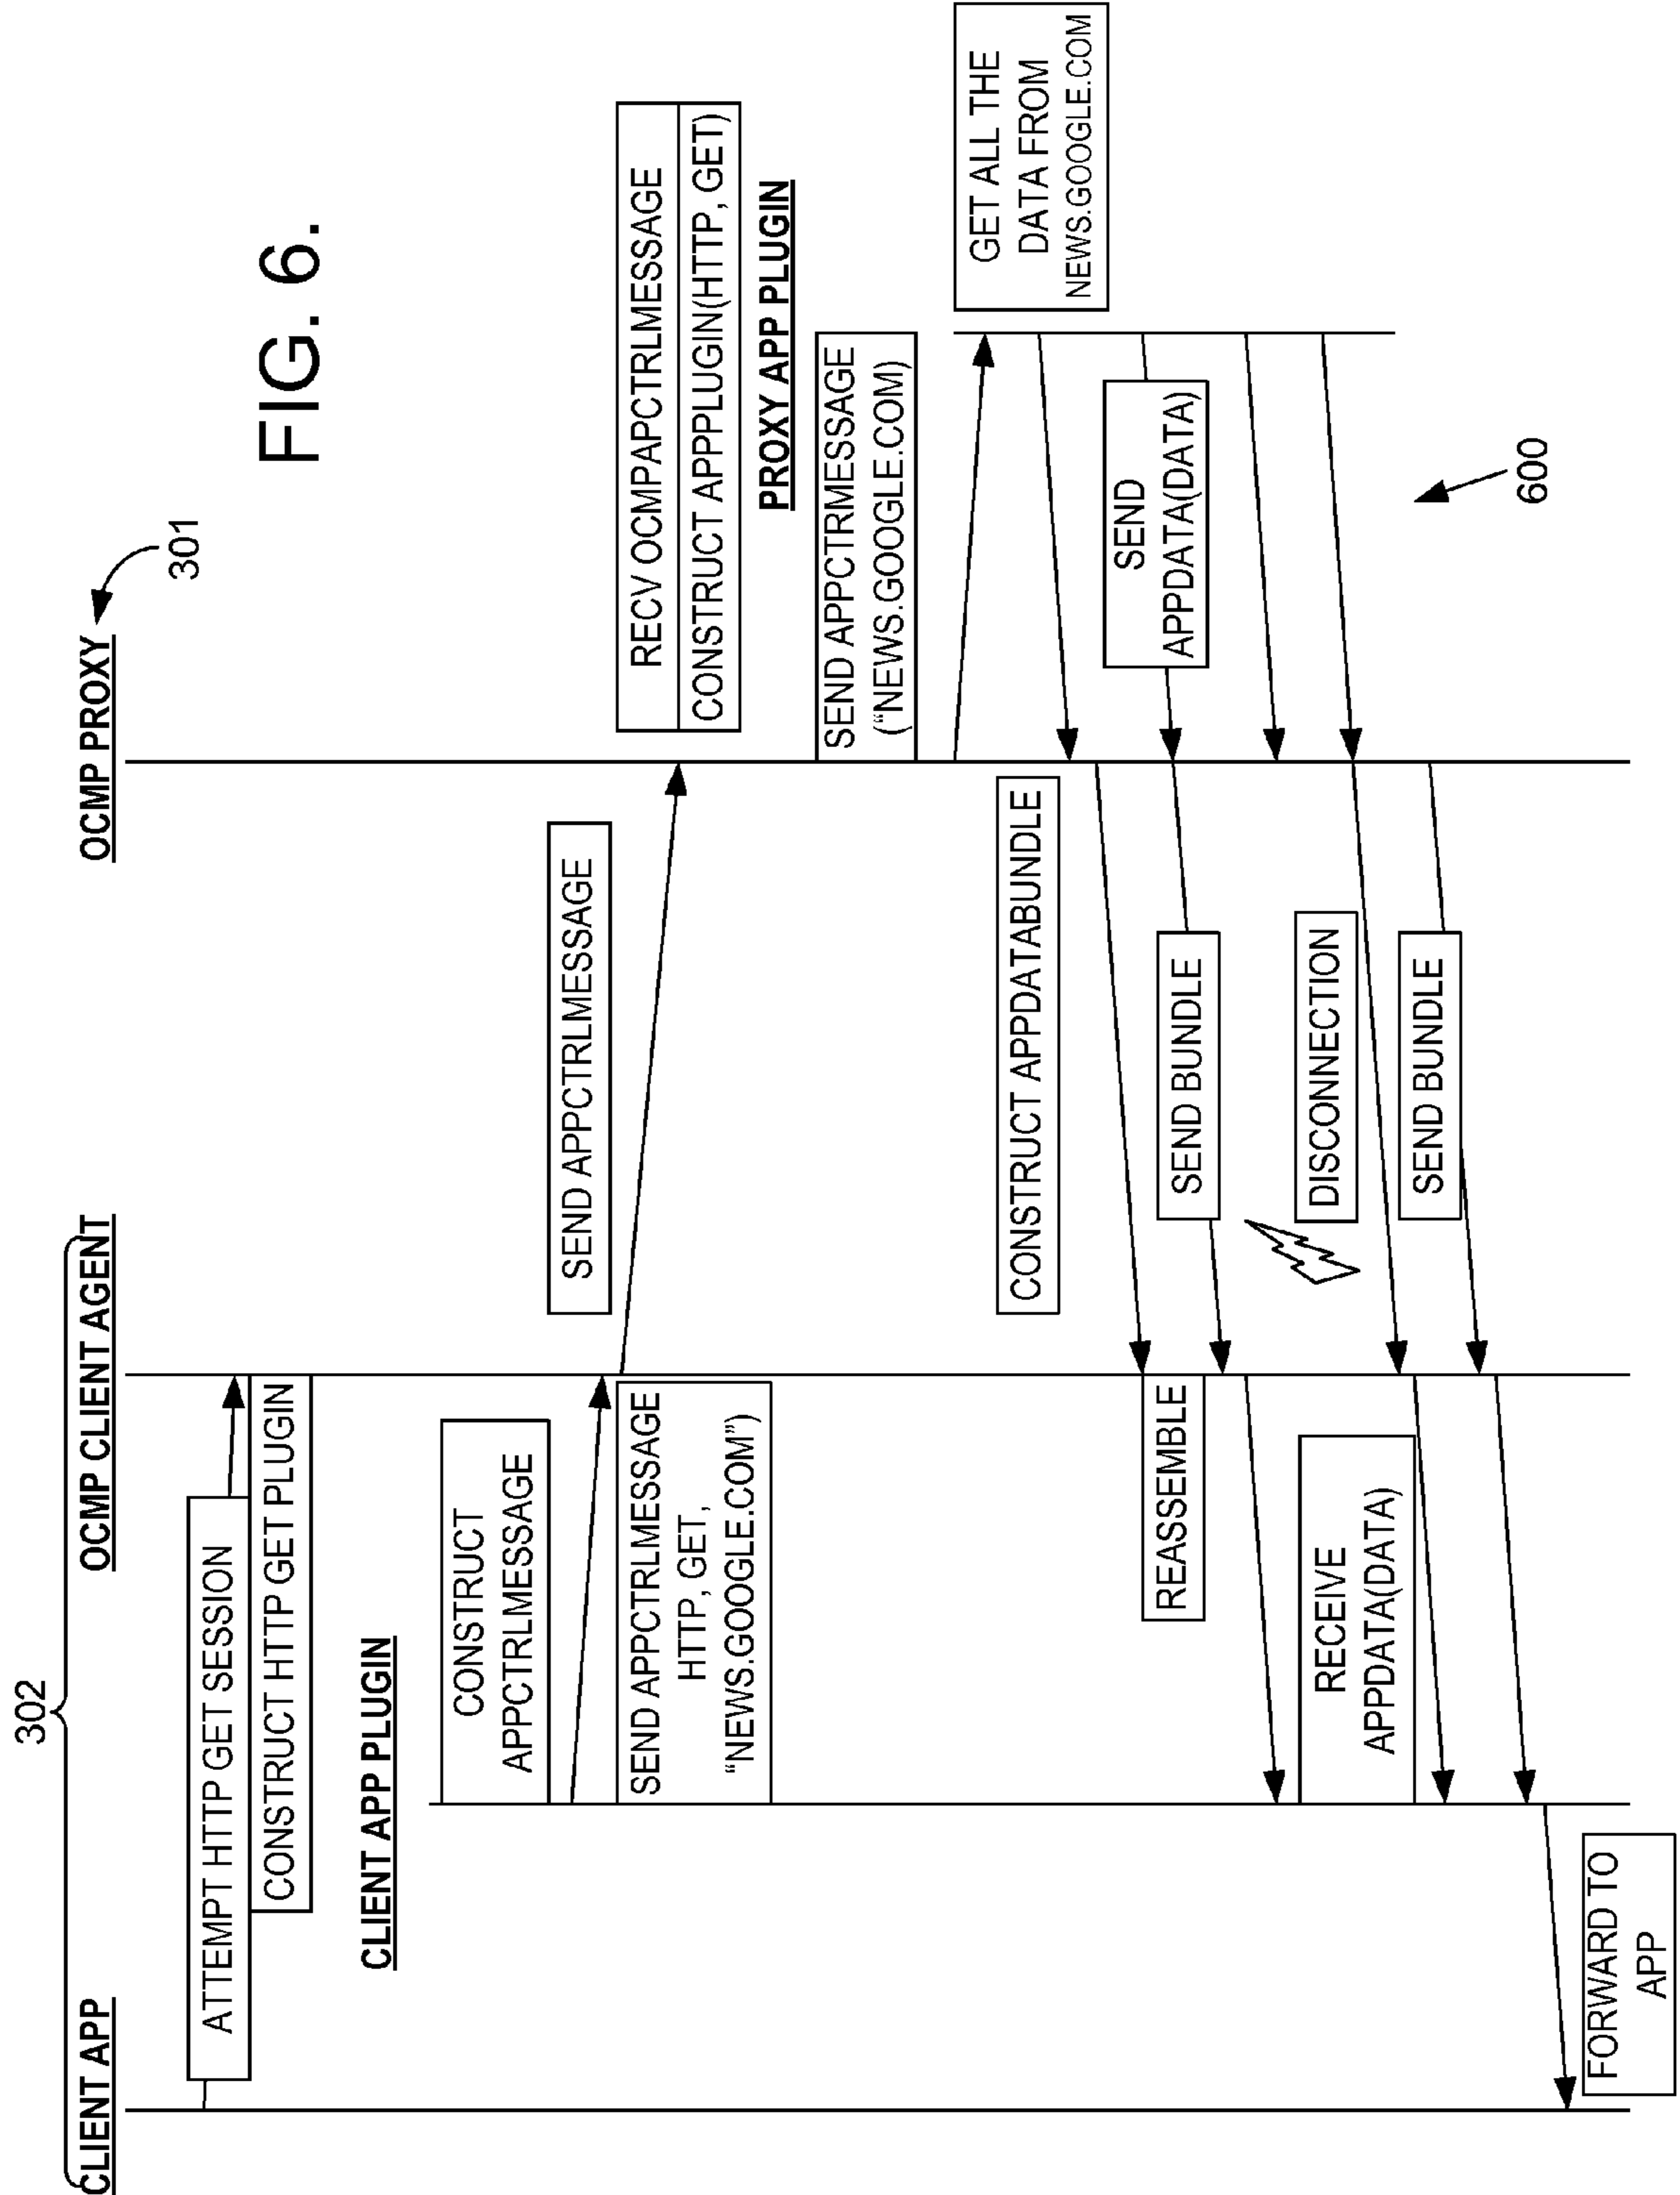 302
CLIENT APP
OCMP CLIENT AGENT
OCMP PROXY
301
FIG. 6.
ATTEMPT HTTP GET SESSION
CONSTRUCT HTTP GET PLUGIN
CLIENT APP PLUGIN
CONSTRUCT
APPCTRLMESSAGE
SEND APPCTRLMESSAGE
HTTP, GET,
“NEWS.GOOGLE.COM”)
SEND APPCTRLMESSAGE
RECV OCMPAPCTRLMESSAGE
CONSTRUCT APPPLUGIN(HTTP, GET)
PROXY APP PLUGIN
SEND APPCTRMESSAGE
(“NEWS.GOOGLE.COM)
GET ALL THE
DATA FROM
NEWS.GOOGLE.COM
CONSTRUCT APPDATABUNDLE
SEND
APPDATA(DATA)
REASSEMBLE
SEND BUNDLE
DISCONNECTION
RECEIVE
APPDATA(DATA)
SEND BUNDLE
600
FORWARD TO
APP